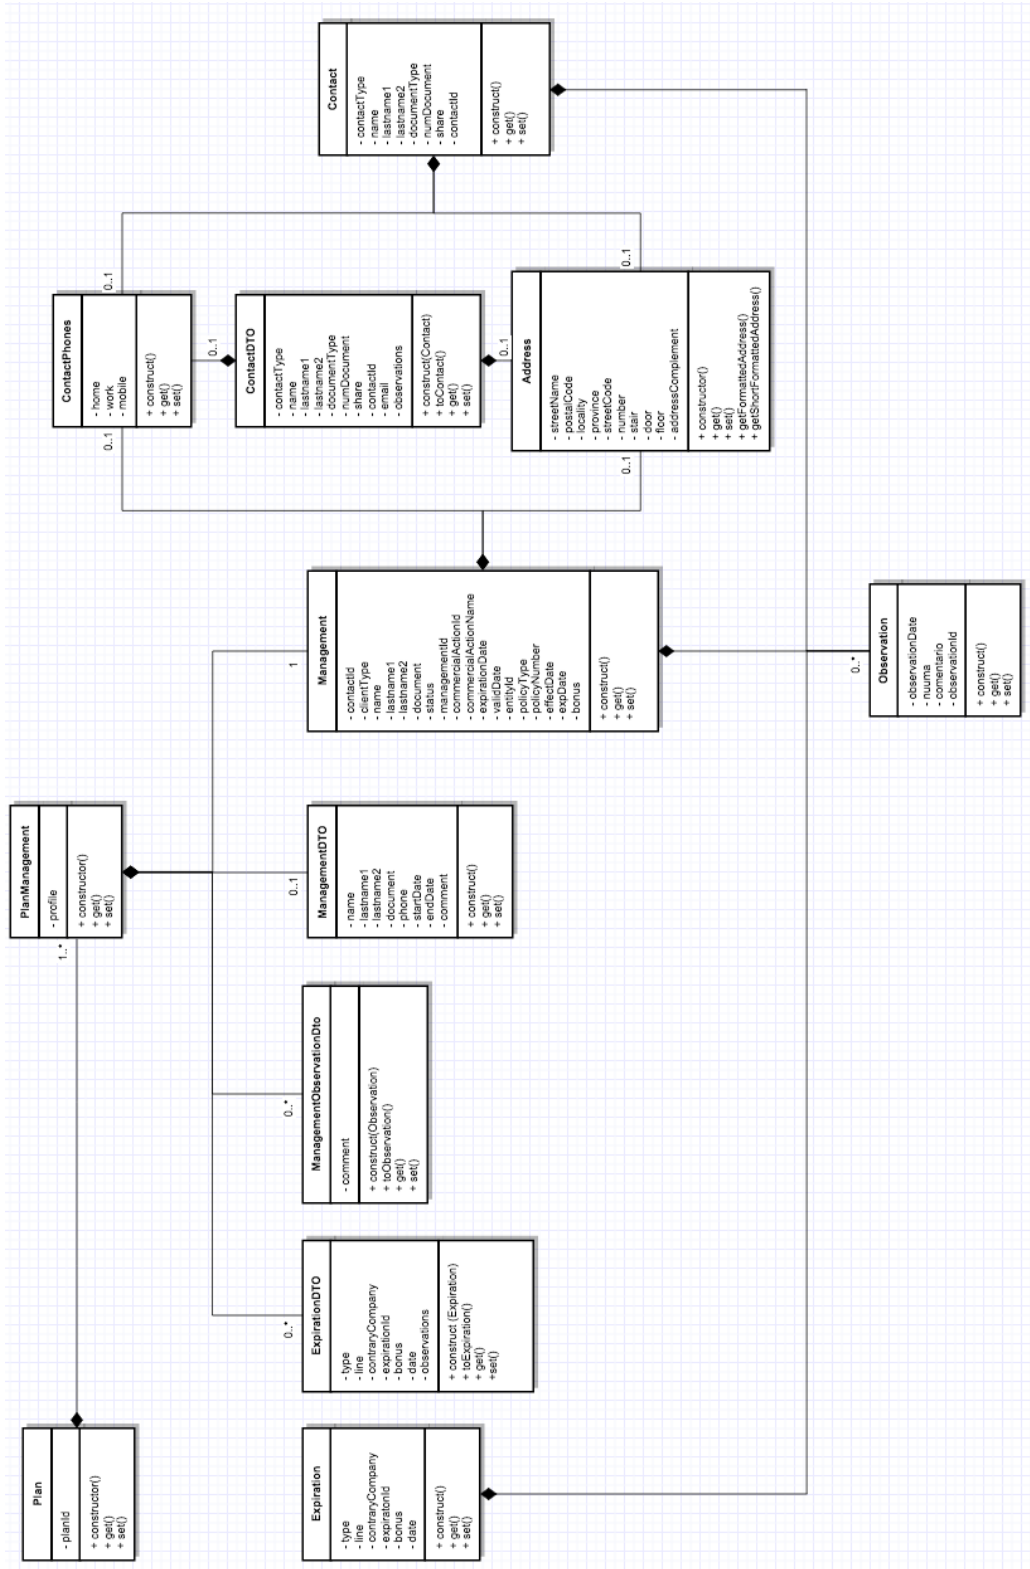 Plan
- planId
+ constructor()
+ get()
+ set()
1..*
PlanManagement
- profile
+ constructor()
+ get()
+ set()
0..1
ContactPhones
- home
- work
- mobile
+ construct()
+ get()
+ set()
0..1
Expiration
- type
- line
- contraryCompany
- expiratonId
- bonus
- date
+ construct()
+ get()
+ set()
0..*
ExpirationDTO
- type
- line
- contraryCompany
- expirationId
- bonus
- date
- observations
+ construct (Expiration)
+ toExpiration()
+ get()
+set()
0..*
ManagementObservationDto
- comment
+ construct(Observation)
+ toObservation()
+ get()
+ set()
0..1
ManagementDTO
- name
- lastname1
- lastname2
- document
- phone
- startDate
- endDate
- comment
+ construct()
+ get()
+ set()
1
Management
- contactId
- clientType
- name
- lastname1
- lastname2
- document
- status
- managementId
- commercialActionId
- commercialActionName
- expirationDate
- validDate
- entityId
- policyType
- policyNumber
- effectDate
- expDate
- bonus
+ construct()
+ get()
+ set()
0..1
ContactDTO
- contactType
- name
- lastname1
- lastname2
- documentType
- numDocument
- share
- contactId
- email
- observations
+ construct(Contact)
+ toContact()
+ get()
+ set()
0..1
0..1
Address
- streetName
- postalCode
- locality
- province
- streetCode
- number
- stair
- door
- floor
- addressComplement
+ constructor()
+ get()
+ set()
+ getFormattedAddress()
+ getShortFormattedAddress()
0..1
Contact
- contactType
- name
- lastname1
- lastname2
- documentType
- numDocument
- share
- contactId
+ construct()
+ get()
+ set()
0..*
Observation
- observationDate
- nuuma
- comentario
- observationId
+ construct()
+ get()
+ set()